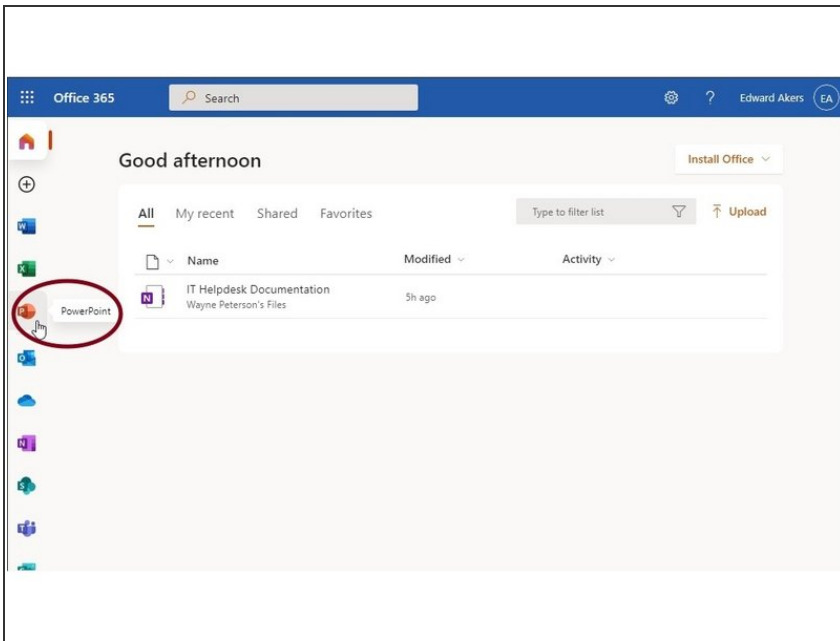 Office 365
Search
?
Edward Akers
EA
Good afternoon
Install Office
All
My recent
Shared
Favorites
Type to filter list
Upload
Name
Modified
Activity
N
IT Helpdesk Documentation
Wayne Peterson's Files
5h ago
W
X
P
PowerPoint
O
N
S
T